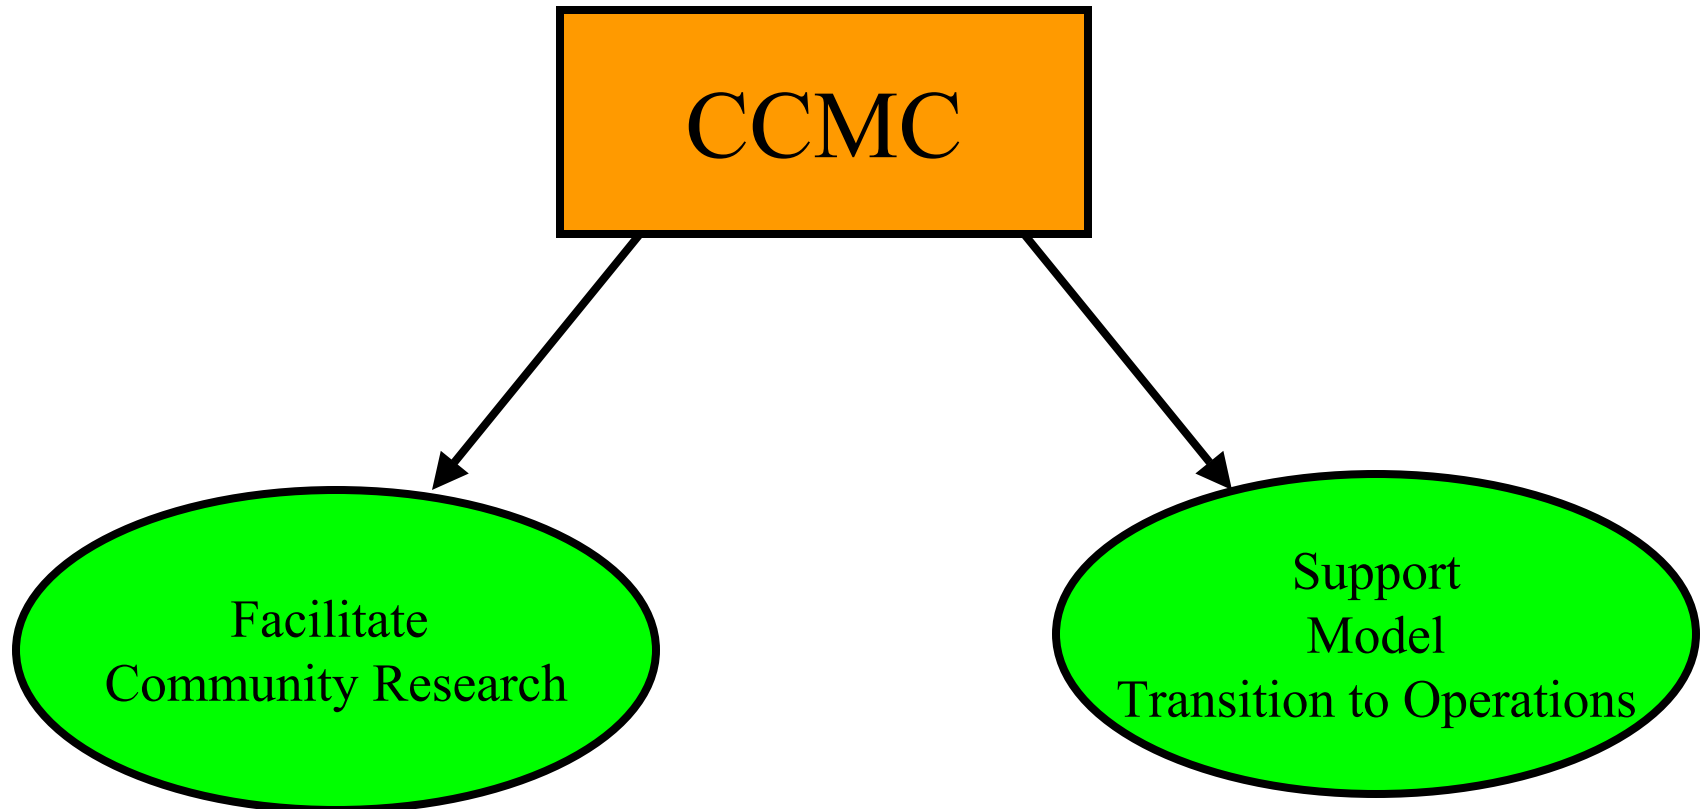 CCMC
Facilitate
Community Research
Support
Model
Transition to Operations